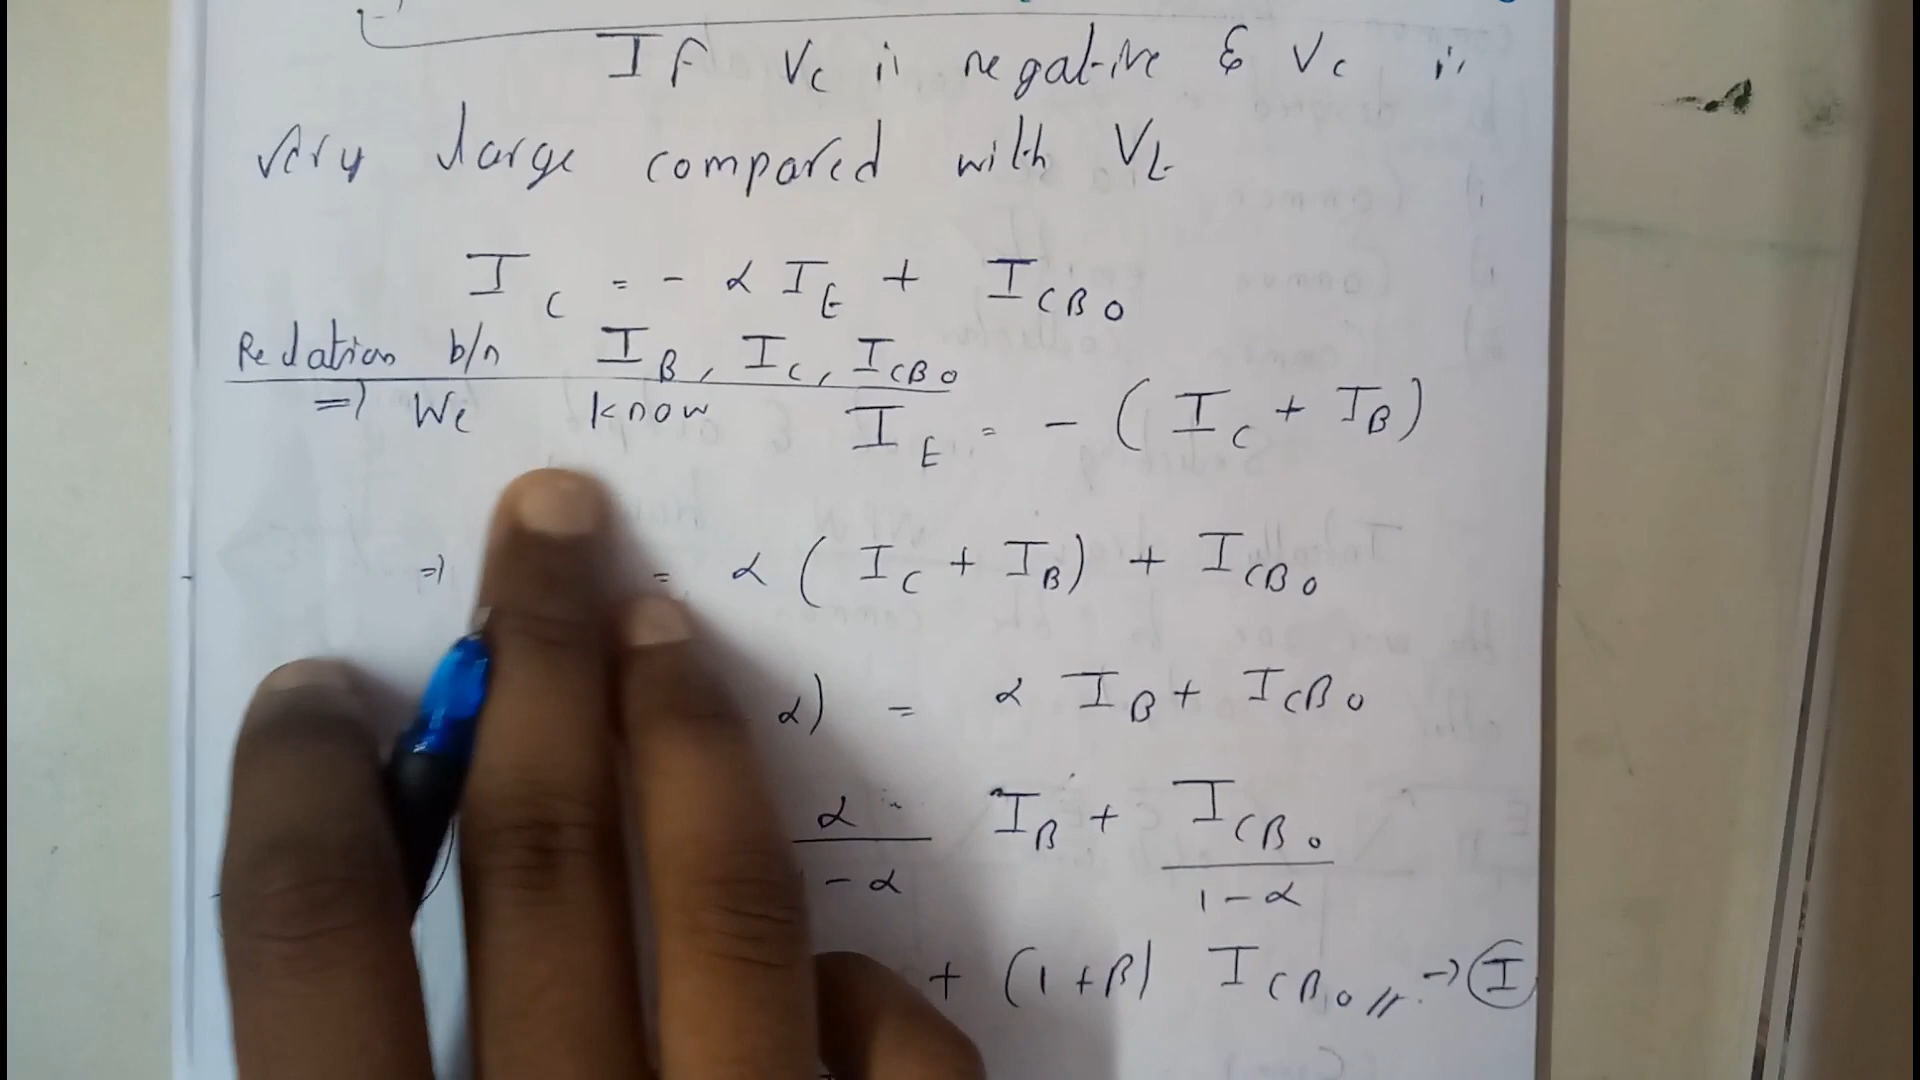 If Vc is negative & Vc is
very large compared with VE
IC = - α IE + ICBO
Relation b/n IB, IC, ICBO
=> We know IE = - (IC + IB)
=> = α (IC + IB) + ICBO
α) = α IB + ICBO
α IB + ICBO
- α 1 - α
+ (1+β) ICBO // -> I